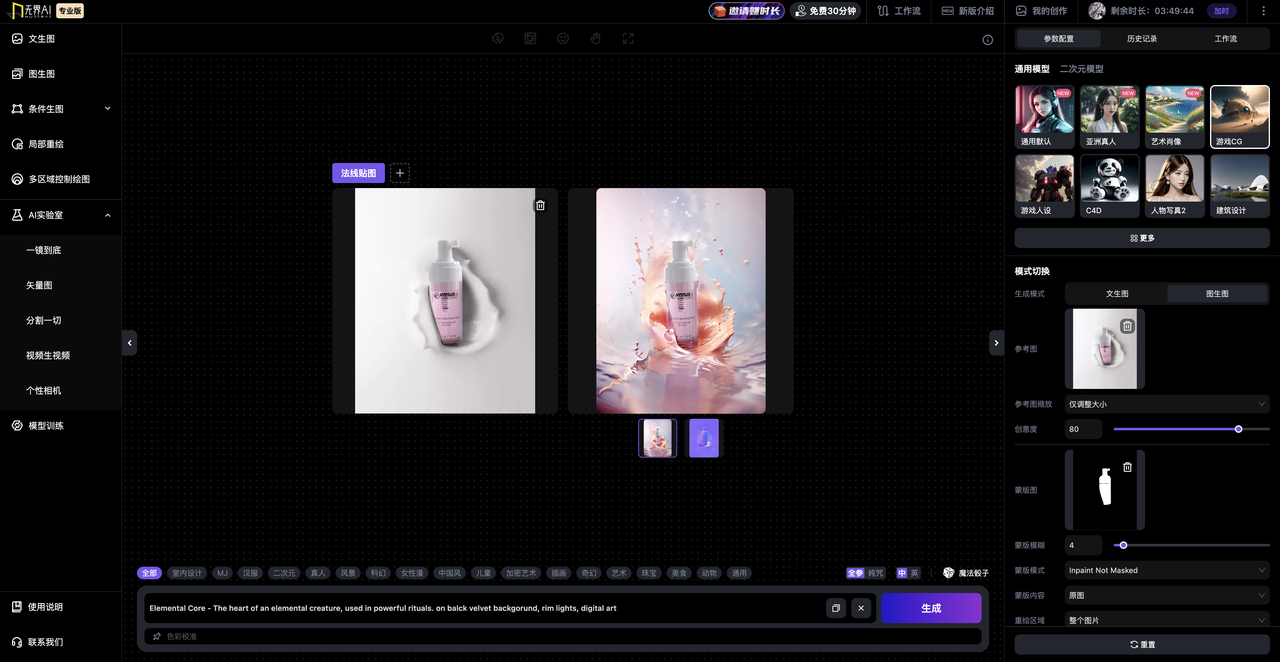 无界AI 专业版
邀请赚时长
免费30分钟
工作流
新版介绍
我的创作
剩余时长：03:49:44
加时
文生图
图生图
条件生图
局部重绘
多区域控制绘图
AI实验室
一镜到底
矢量图
分割一切
视频生视频
个性相机
模型训练
使用说明
联系我们
法线贴图
venus
全部 室内设计 MJ 汉服 二次元 真人 风景 科幻 女性漫 中国风 儿童 加密艺术 插画 奇幻 艺术 珠宝 美食 动物 通用
全参 纯咒 中 英 魔法骰子
Elemental Core - The heart of an elemental creature, used in powerful rituals. on balck velvet backgorund, rim lights, digital art
生成
色彩校准
参数配置 历史记录 工作流
通用模型 二次元模型
NEW NEW NEW
通用默认 亚洲真人 艺术肖像 游戏CG
游戏人设 C4D 人物写真2 建筑设计
更多
模式切换
生成模式 文生图 图生图
参考图
参考图缩放 仅调整大小
创意度 80
蒙版图
蒙版模糊 4
蒙版模式 Inpaint Not Masked
蒙版内容 原图
重绘区域 整个图片
重置